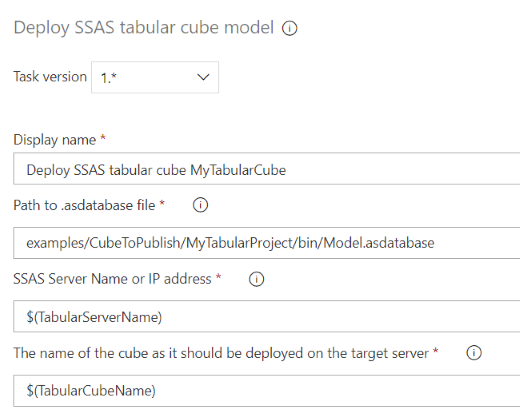 Deploy SSAS tabular cube model
Task version 1.*
Display name *
Deploy SSAS tabular cube MyTabularCube
Path to .asdatabase file *
examples/CubeToPublish/MyTabularProject/bin/Model.asdatabase
SSAS Server Name or IP address *
$(TabularServerName)
The name of the cube as it should be deployed on the target server *
$(TabularCubeName)